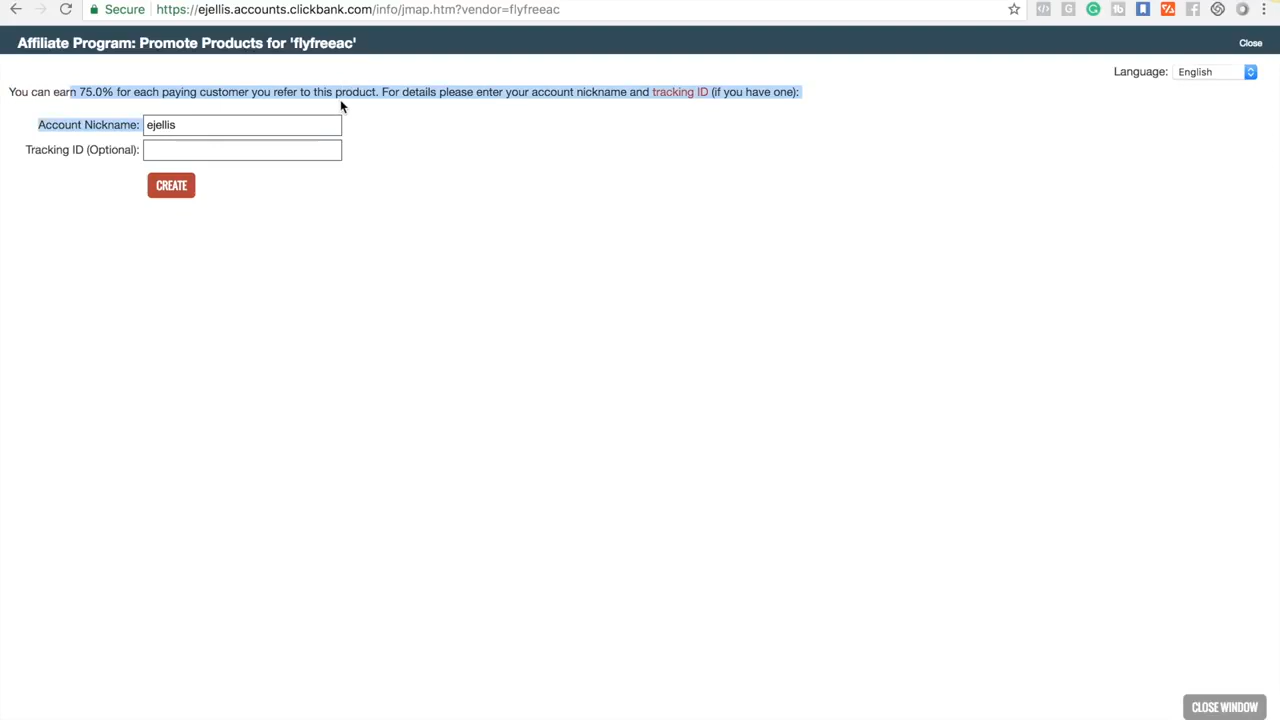 Secure https://ejellis.accounts.clickbank.com/info/jmap.htm?vendor=flyfreeac
Affiliate Program: Promote Products for 'flyfreeac'
Close
Language: English
You can earn 75.0% for each paying customer you refer to this product. For details please enter your account nickname and tracking ID (if you have one):
Account Nickname: ejellis
Tracking ID (Optional):
CREATE
CLOSE WINDOW